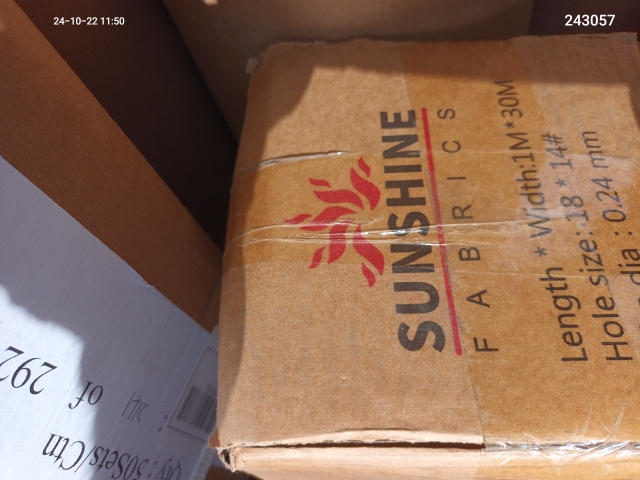 24-10-22 11:50
243057
SUNSHINE
FABRICS
Length * Width:1M*30M
Hole size: 18 * 14#
dia : 0.24 mm
292
of
50Sets/Ctn